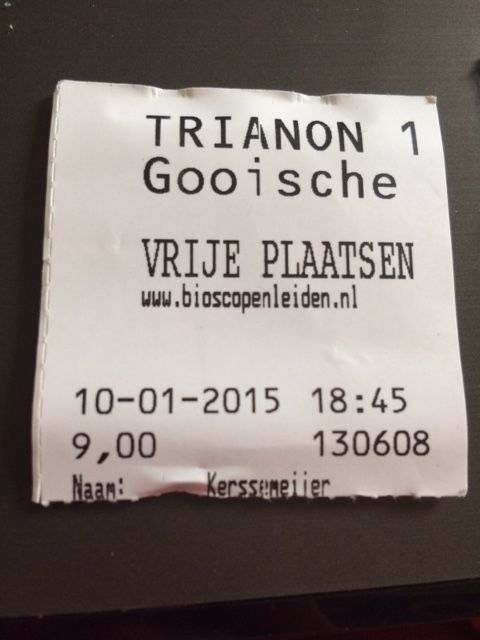 TRIANON 1
Gooische
VRIJE PLAATSEN
www.bioscopenleiden.nl
10-01-2015 18:45
9,00 130608
Naam: Kerssemeijer